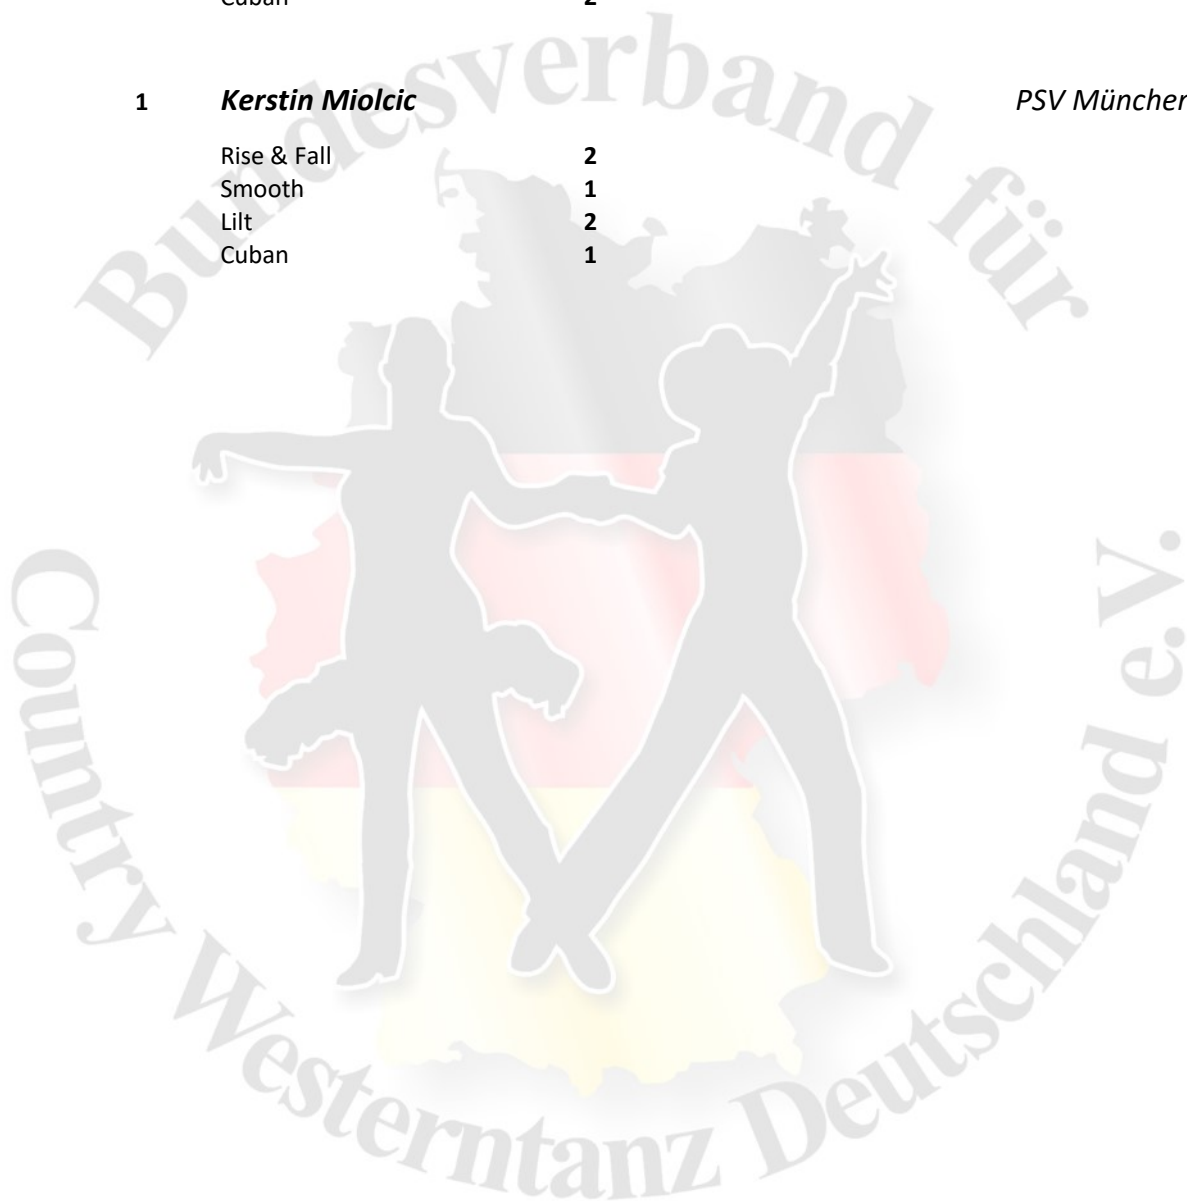 Cuban 2
1 Kerstin Miolcic PSV München
Rise & Fall 2
Smooth 1
Lilt 2
Cuban 1
Bundesverband für
Country Westerntanz Deutschland e.V.